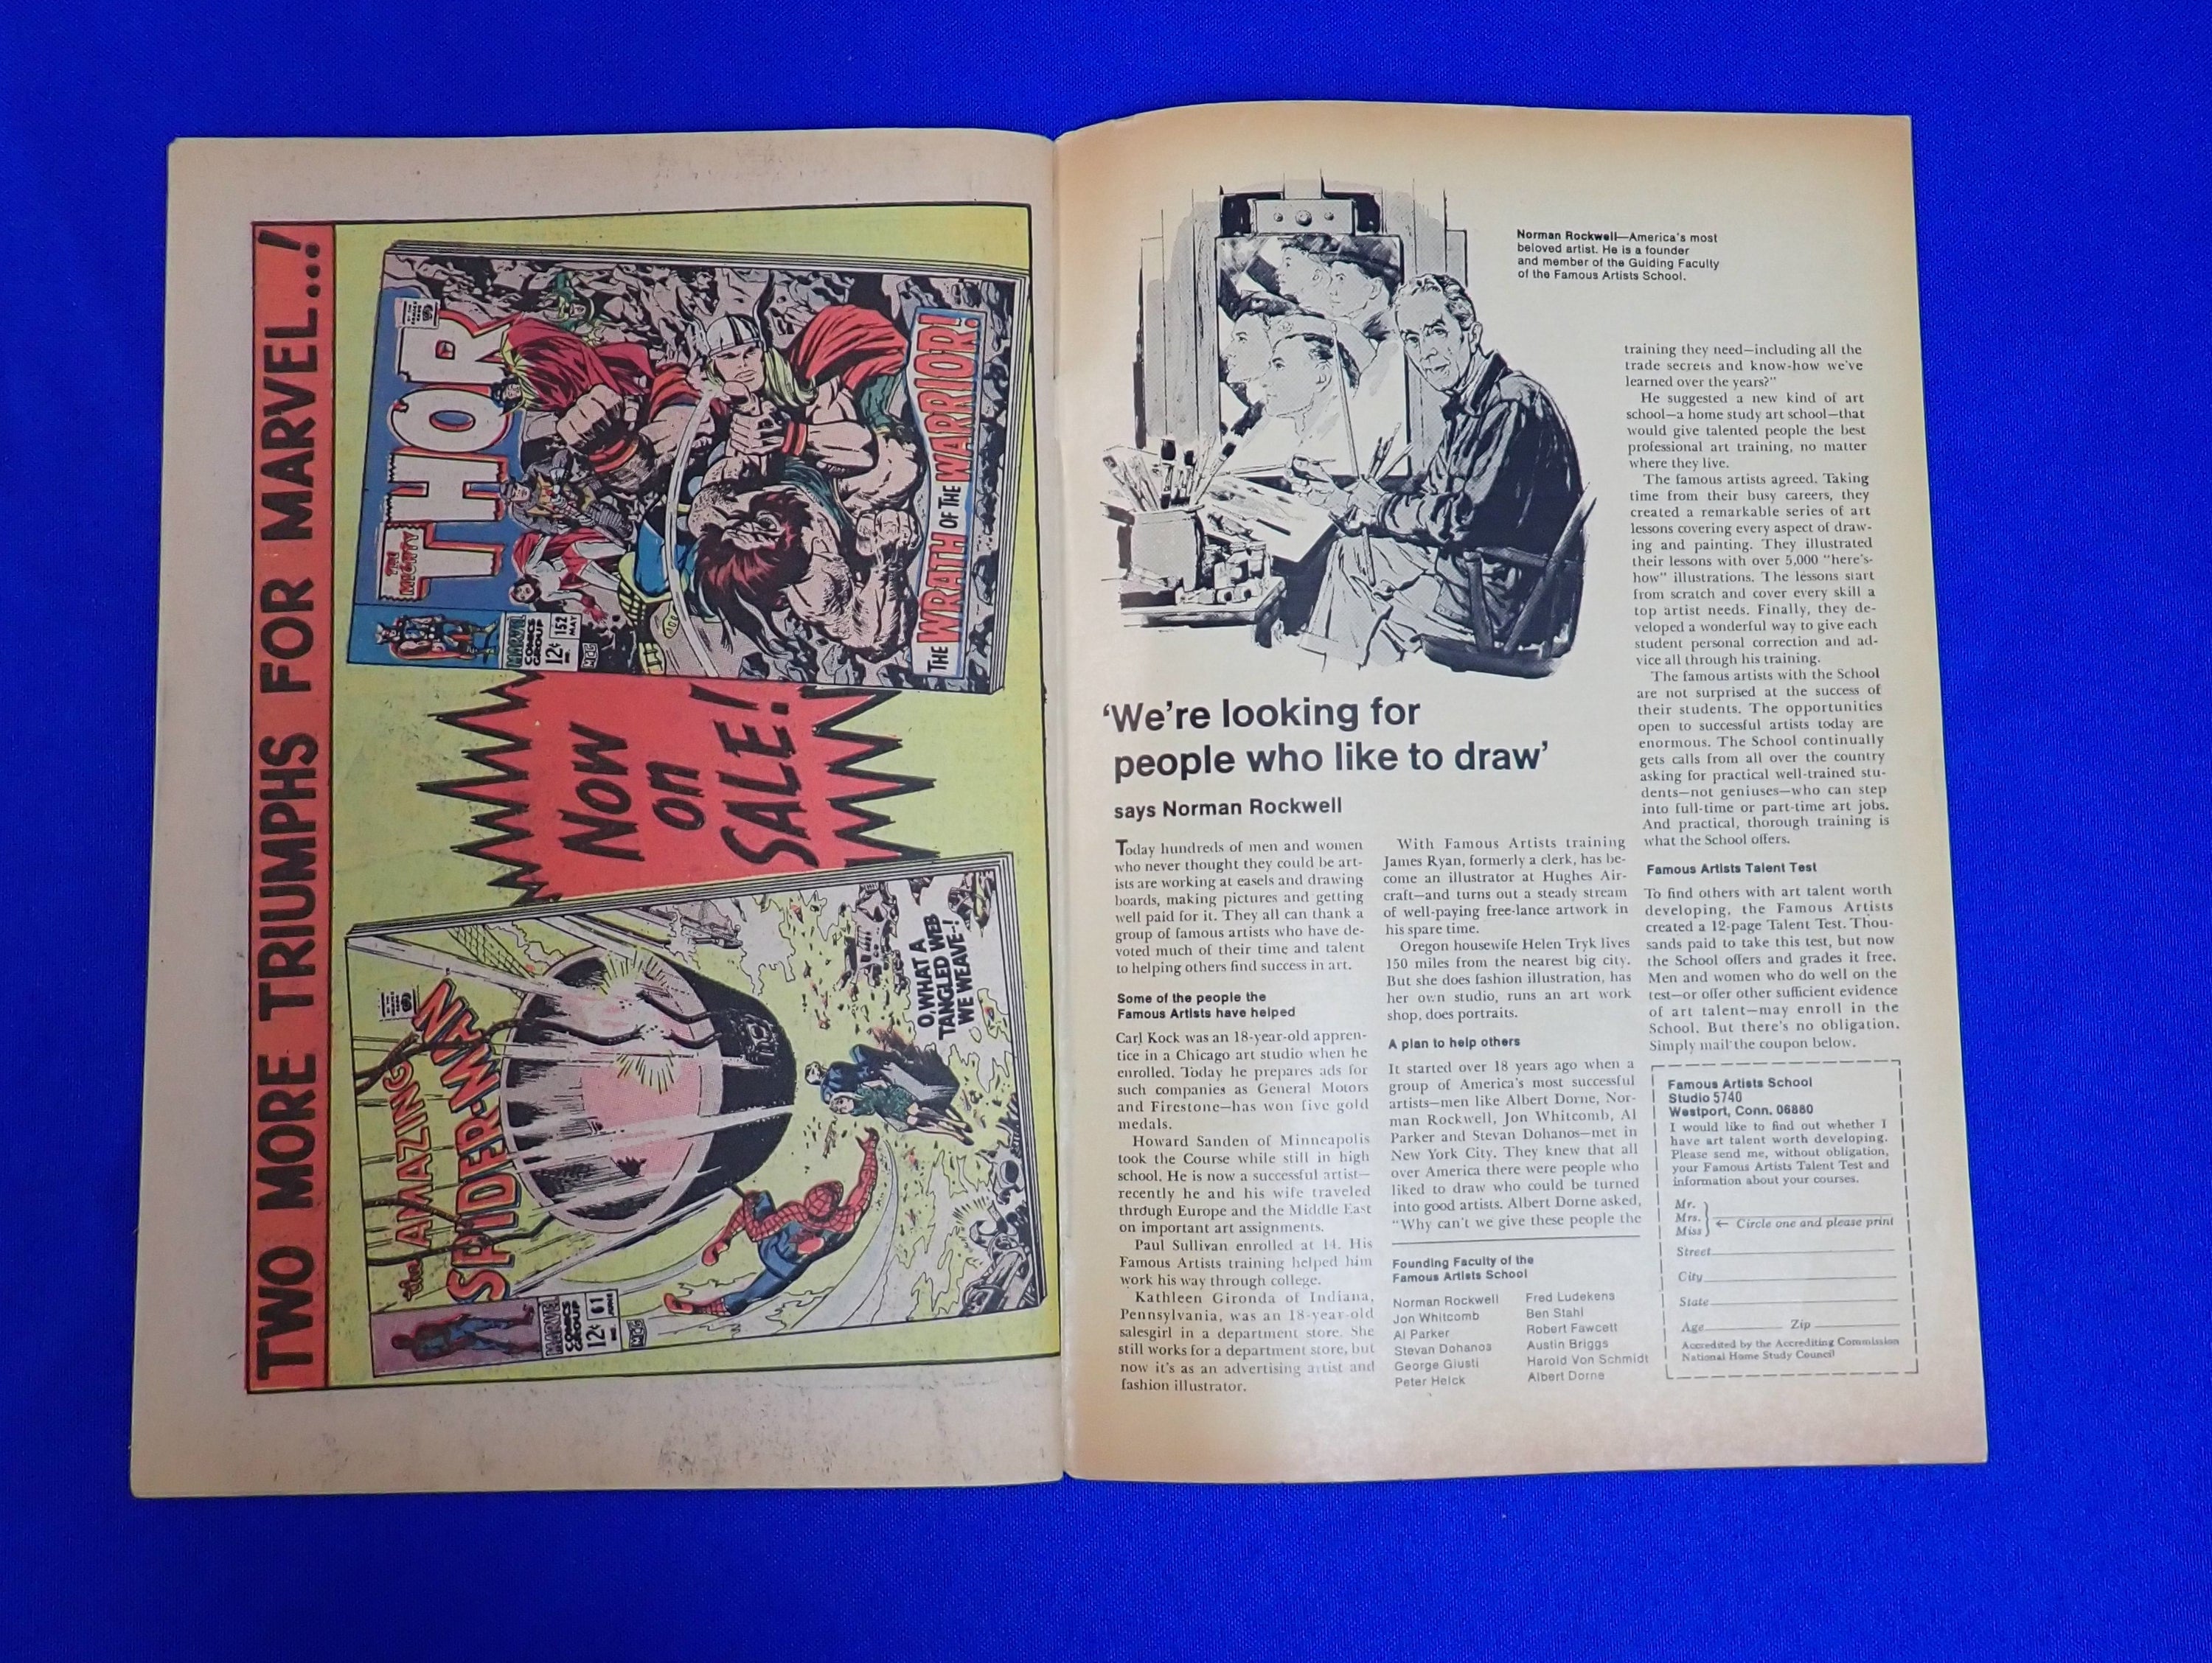 TWO MORE TRIUMPHS FOR MARVEL...!
THE MIGHTY
THOR
MARVEL
COMICS
GROUP
12¢
IND.
152
MAY
MCG
THE WRATH OF THE WARRIOR!
Now
on
SALE!
the AMAZING
SPIDER-MAN
MARVEL
COMICS
GROUP
12¢
IND.
61
JUNE
MCG
O, WHAT A
TANGLED WEB
WE WEAVE--!
Norman Rockwell—America's most
beloved artist. He is a founder
and member of the Guiding Faculty
of the Famous Artists School.
'We're looking for
people who like to draw'
says Norman Rockwell
Today hundreds of men and women
who never thought they could be art-
ists are working at easels and drawing
boards, making pictures and getting
well paid for it. They all can thank a
group of famous artists who have de-
voted much of their time and talent
to helping others find success in art.
Some of the people the
Famous Artists have helped
Carl Kock was an 18-year-old appren-
tice in a Chicago art studio when he
enrolled. Today he prepares ads for
such companies as General Motors
and Firestone—has won five gold
medals.
Howard Sanden of Minneapolis
took the Course while still in high
school. He is now a successful artist—
recently he and his wife traveled
through Europe and the Middle East
on important art assignments.
Paul Sullivan enrolled at 14. His
Famous Artists training helped him
work his way through college.
Kathleen Gironda of Indiana,
Pennsylvania, was an 18-year-old
salesgirl in a department store. She
still works for a department store, but
now it's as an advertising artist and
fashion illustrator.
With Famous Artists training
James Ryan, formerly a clerk, has be-
come an illustrator at Hughes Air-
craft—and turns out a steady stream
of well-paying free-lance artwork in
his spare time.
Oregon housewife Helen Tryk lives
150 miles from the nearest big city.
But she does fashion illustration, has
her own studio, runs an art work
shop, does portraits.
A plan to help others
It started over 18 years ago when a
group of America's most successful
artists—men like Albert Dorne, Nor-
man Rockwell, Jon Whitcomb, Al
Parker and Stevan Dohanos—met in
New York City. They knew that all
over America there were people who
liked to draw who could be turned
into good artists. Albert Dorne asked,
"Why can't we give these people the
Founding Faculty of the
Famous Artists School
Norman Rockwell
Jon Whitcomb
Al Parker
Stevan Dohanos
George Giusti
Peter Helck
Fred Ludekens
Ben Stahl
Robert Fawcett
Austin Briggs
Harold Von Schmidt
Albert Dorne
training they need—including all the
trade secrets and know-how we've
learned over the years?"
He suggested a new kind of art
school—a home study art school—that
would give talented people the best
professional art training, no matter
where they live.
The famous artists agreed. Taking
time from their busy careers, they
created a remarkable series of art
lessons covering every aspect of draw-
ing and painting. They illustrated
their lessons with over 5,000 "here's-
how" illustrations. The lessons start
from scratch and cover every skill a
top artist needs. Finally, they de-
veloped a wonderful way to give each
student personal correction and ad-
vice all through his training.
The famous artists with the School
are not surprised at the success of
their students. The opportunities
open to successful artists today are
enormous. The School continually
gets calls from all over the country
asking for practical well-trained stu-
dents—not geniuses—who can step
into full-time or part-time art jobs.
And practical, thorough training is
what the School offers.
Famous Artists Talent Test
To find others with art talent worth
developing, the Famous Artists
created a 12-page Talent Test. Thou-
sands paid to take this test, but now
the School offers and grades it free.
Men and women who do well on the
test—or offer other sufficient evidence
of art talent—may enroll in the
School. But there's no obligation.
Simply mail the coupon below.
Famous Artists School
Studio 5740
Westport, Conn. 06880
I would like to find out whether I
have art talent worth developing.
Please send me, without obligation,
your Famous Artists Talent Test and
information about your courses.
Mr.
Mrs. ← Circle one and please print
Miss
Street
City
State
Age Zip
Accredited by the Accrediting Commission
National Home Study Council